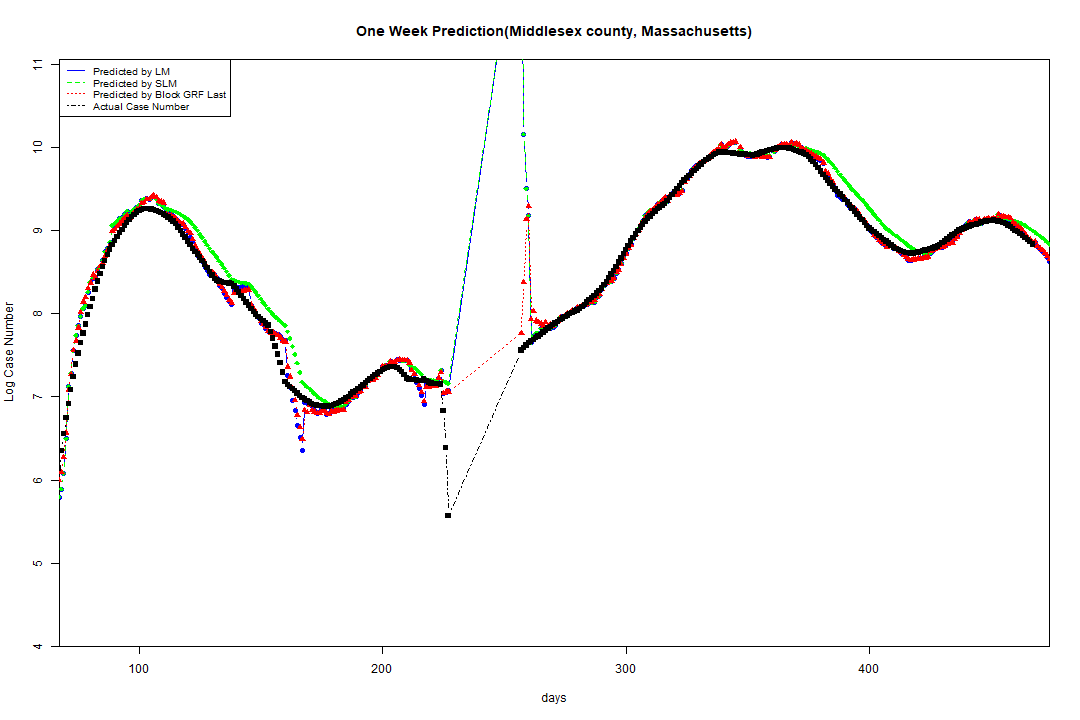 One Week Prediction(Middlesex county, Massachusetts)
Predicted by LM
Predicted by SLM
Predicted by Block GRF Last
Actual Case Number
Log Case Number
11
10
9
8
7
6
5
4
100 200 300 400
days